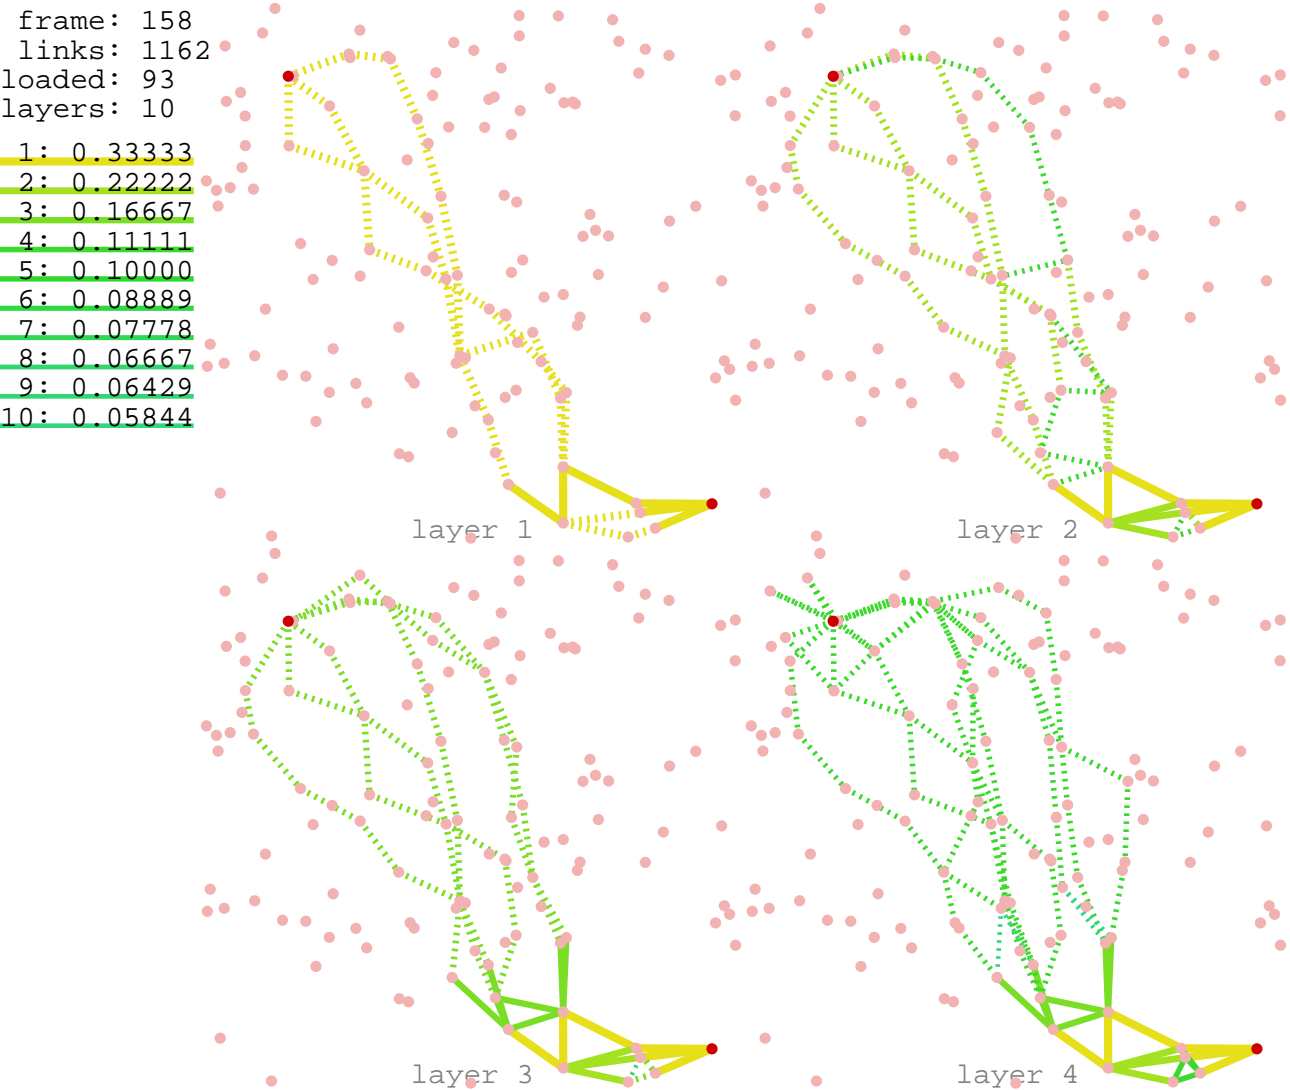 frame: 158
links: 1162
loaded: 93
layers: 10
1: 0.33333
2: 0.22222
3: 0.16667
4: 0.11111
5: 0.10000
6: 0.08889
7: 0.07778
8: 0.06667
9: 0.06429
10: 0.05844
layer 1
layer 2
layer 3
layer 4